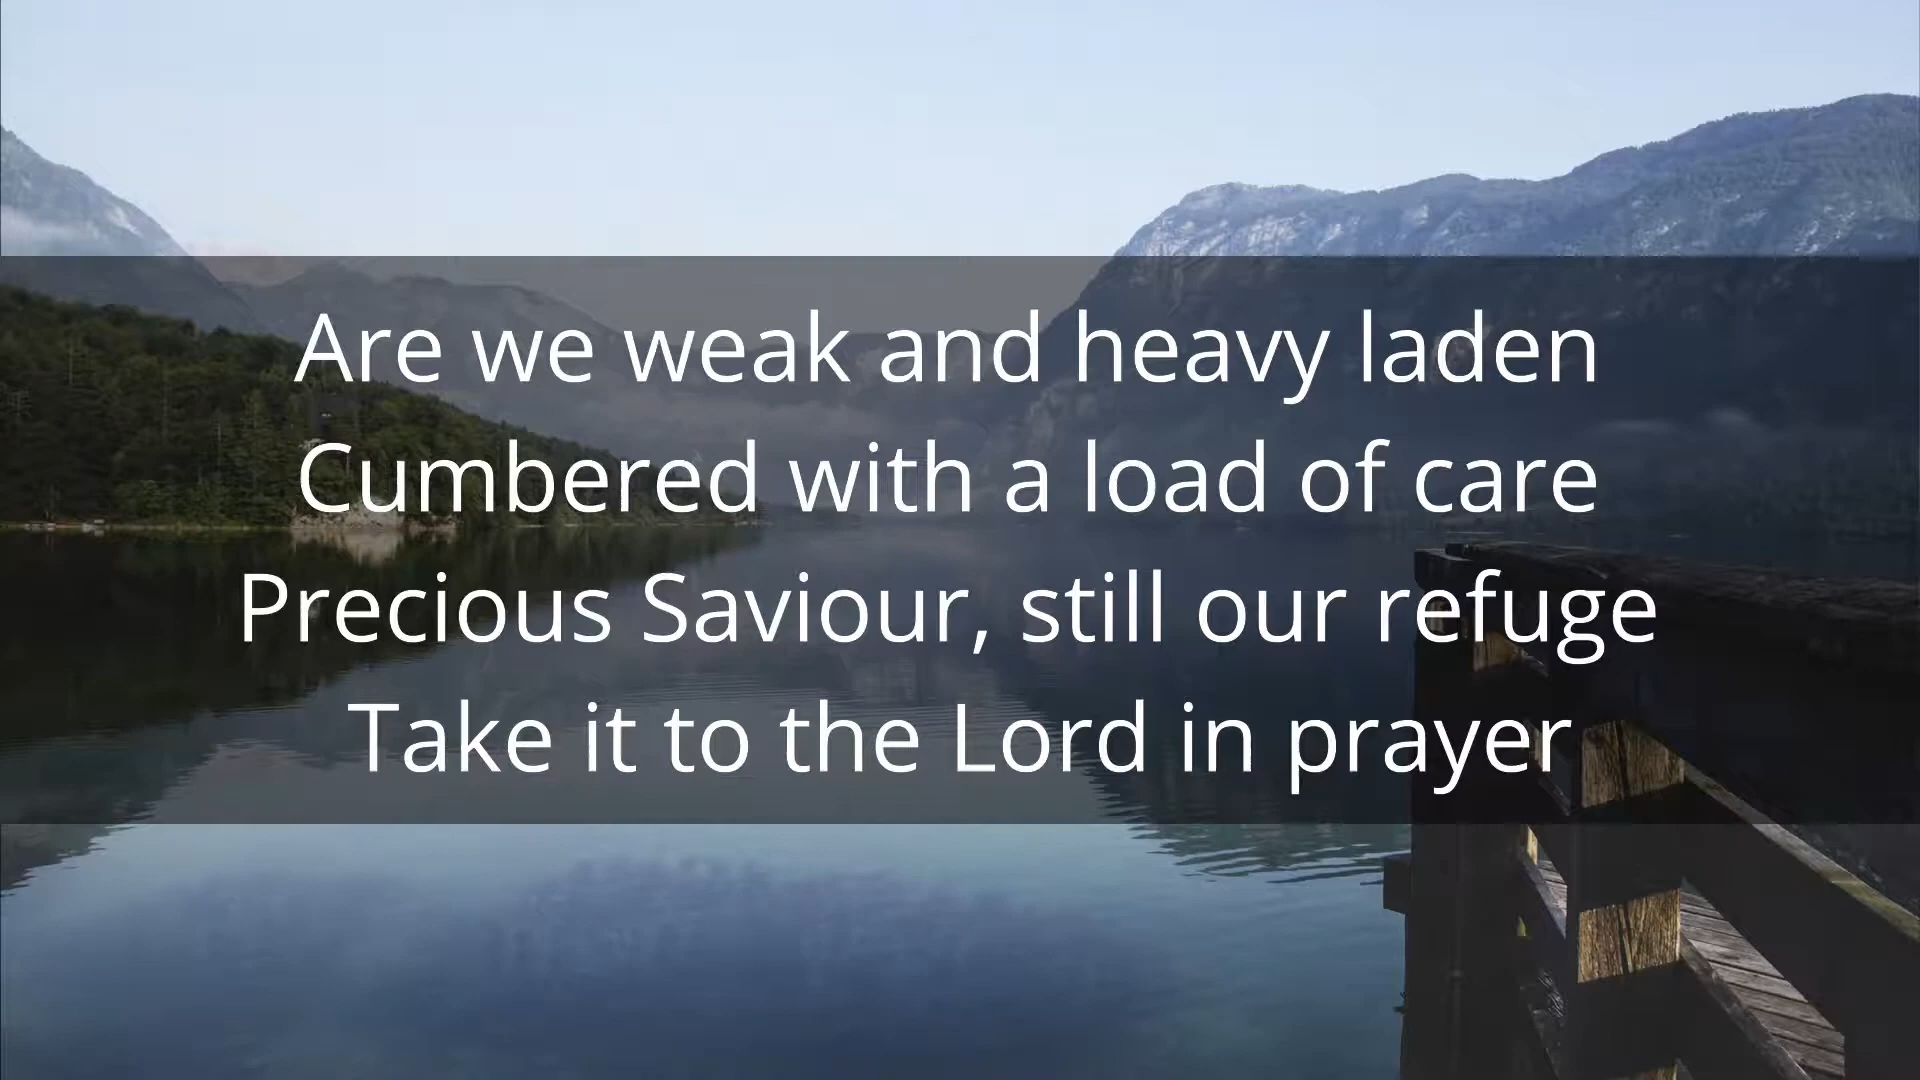 Are we weak and heavy laden
Cumbered with a load of care
Precious Saviour, still our refuge
Take it to the Lord in prayer